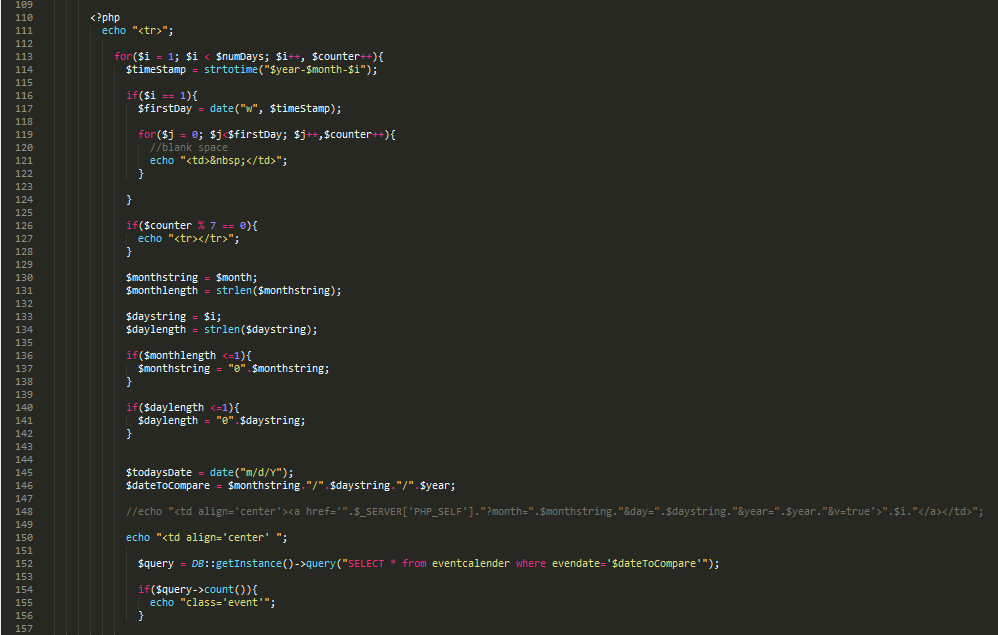 109
110 <?php
111 echo "<tr>";
112
113 for($i = 1; $i < $numDays; $i++, $counter++){
114 $timeStamp = strtotime("$year-$month-$i");
115
116 if($i == 1){
117 $firstDay = date("w", $timeStamp);
118
119 for($j = 0; $j<$firstDay; $j++,$counter++){
120 //blank space
121 echo "<td>&nbsp;</td>";
122 }
123
124 }
125
126 if($counter % 7 == 0){
127 echo "<tr></tr>";
128 }
129
130 $monthstring = $month;
131 $monthlength = strlen($monthstring);
132
133 $daystring = $i;
134 $daylength = strlen($daystring);
135
136 if($monthlength <=1){
137 $monthstring = "0".$monthstring;
138 }
139
140 if($daylength <=1){
141 $daylength = "0".$daystring;
142 }
143
144
145 $todaysDate = date("m/d/Y");
146 $dateToCompare = $monthstring."/".$daystring."/".$year;
147
148 //echo "<td align='center'><a href='".$_SERVER['PHP_SELF']."?month=".$monthstring."&day=".$daystring."&year=".$year."&v=true'>".$i."</a></td>";
149
150 echo "<td align='center' ";
151
152 $query = DB::getInstance()->query("SELECT * from eventcalender where evendate='$dateToCompare'");
153
154 if($query->count()){
155 echo "class='event'";
156 }
157